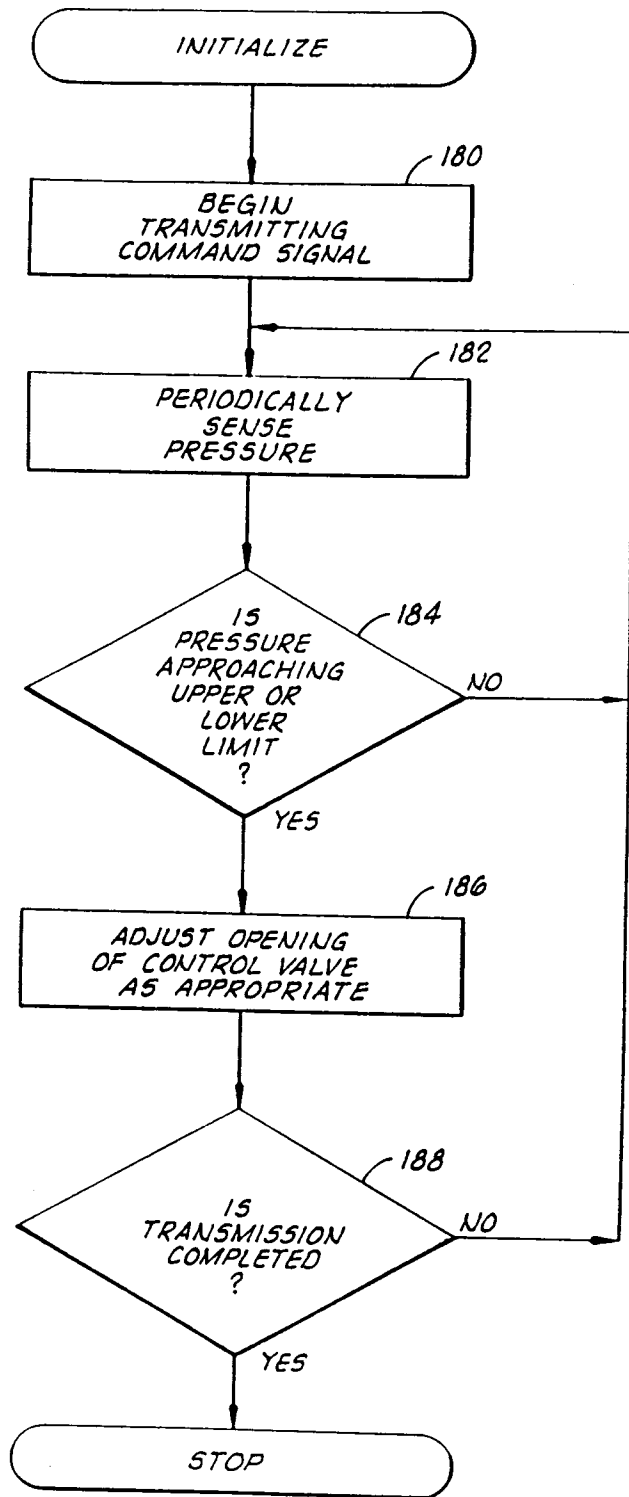 INITIALIZE
180
BEGIN
TRANSMITTING
COMMAND SIGNAL
182
PERIODICALLY
SENSE
PRESSURE
184
IS
PRESSURE
APPROACHING
UPPER OR
LOWER
LIMIT
?
NO
YES
186
ADJUST OPENING
OF CONTROL VALVE
AS APPROPRIATE
188
IS
TRANSMISSION
COMPLETED
?
NO
YES
STOP